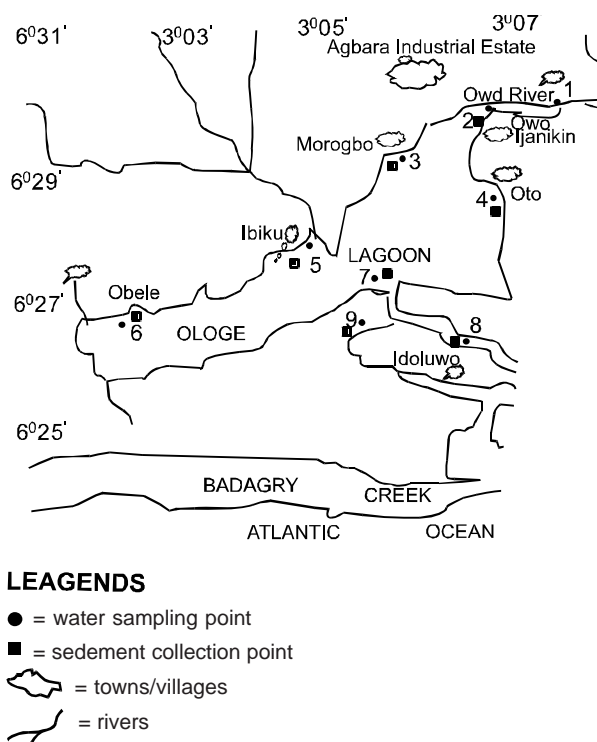 6⁰31' 3⁰03' 3⁰05' 3⁰07
Agbara Industrial Estate
Owd River 1
2 Owo
Ijanikin
Morogbo 3
6⁰29'
4 Oto
Ibiku
5
LAGOON
7
6⁰27'
Obele
6
OLOGE
9
8
Idoluwo
6⁰25'
BADAGRY CREEK
ATLANTIC OCEAN
LEAGENDS
= water sampling point
= sedement collection point
= towns/villages
= rivers